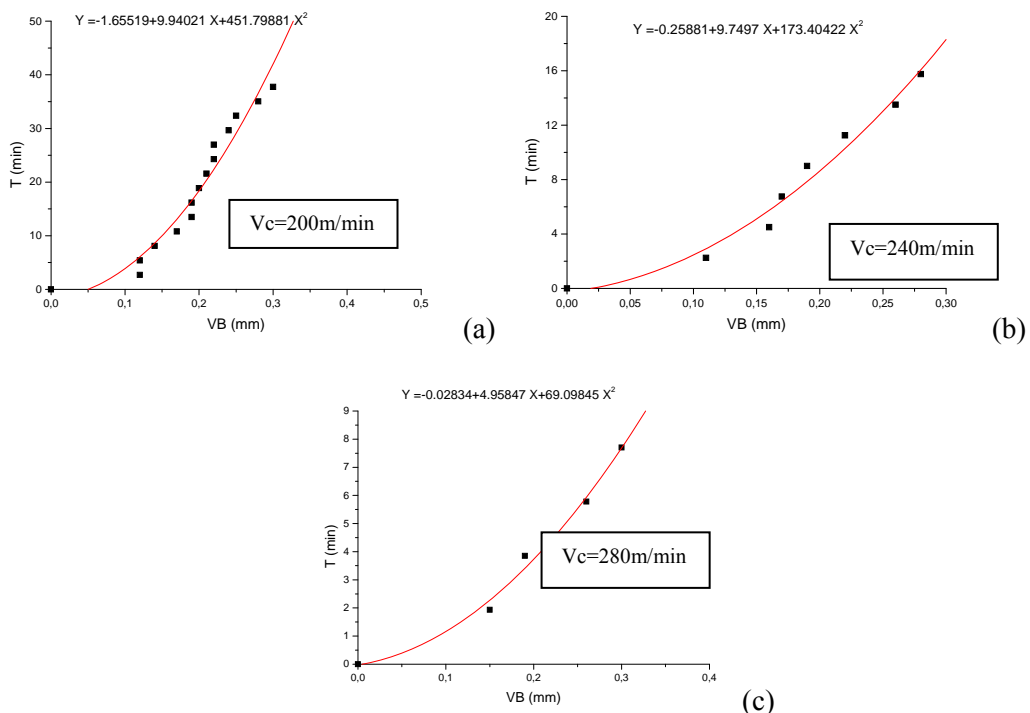 Y =-1.65519+9.94021 X+451.79881 X²
50
40
30
20
10
0
T (min)
Vc=200m/min
0,0 0,1 0,2 0,3 0,4 0,5
VB (mm)
(a)
Y =-0.25881+9.7497 X+173.40422 X²
20
16
12
8
4
0
T (min)
Vc=240m/min
0,00 0,05 0,10 0,15 0,20 0,25 0,30
VB (mm)
(b)
Y =-0.02834+4.95847 X+69.09845 X²
9
8
7
6
5
4
3
2
1
0
T (min)
Vc=280m/min
0,0 0,1 0,2 0,3 0,4
VB (mm)
(c)